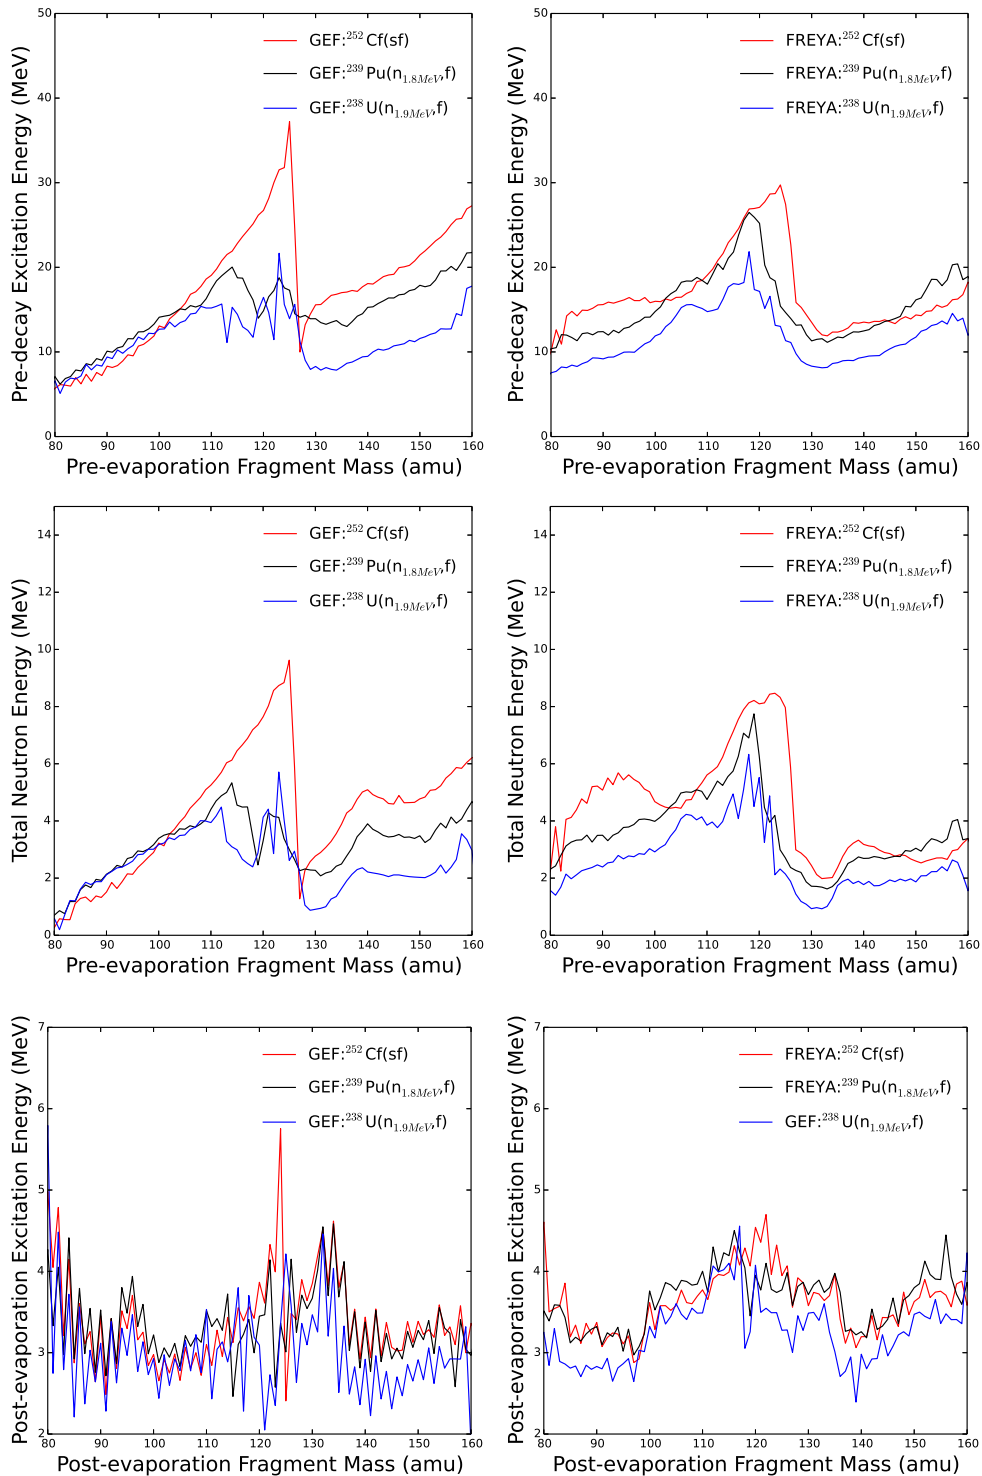 50
40
30
20
10
0
Pre-decay Excitation Energy (MeV)
GEF:²⁵²Cf(sf)
GEF:²³⁹Pu(n₁.₈MeV,f)
GEF:²³⁸U(n₁.₉MeV,f)
80 90 100 110 120 130 140 150 160
Pre-evaporation Fragment Mass (amu)
50
40
30
20
10
0
Pre-decay Excitation Energy (MeV)
FREYA:²⁵²Cf(sf)
FREYA:²³⁹Pu(n₁.₈MeV,f)
FREYA:²³⁸U(n₁.₉MeV,f)
80 90 100 110 120 130 140 150 160
Pre-evaporation Fragment Mass (amu)
14
12
10
8
6
4
2
0
Total Neutron Energy (MeV)
GEF:²⁵²Cf(sf)
GEF:²³⁹Pu(n₁.₈MeV,f)
GEF:²³⁸U(n₁.₉MeV,f)
80 90 100 110 120 130 140 150 160
Pre-evaporation Fragment Mass (amu)
14
12
10
8
6
4
2
0
Total Neutron Energy (MeV)
FREYA:²⁵²Cf(sf)
FREYA:²³⁹Pu(n₁.₈MeV,f)
FREYA:²³⁸U(n₁.₉MeV,f)
80 90 100 110 120 130 140 150 160
Pre-evaporation Fragment Mass (amu)
7
6
5
4
3
2
Post-evaporation Excitation Energy (MeV)
GEF:²⁵²Cf(sf)
GEF:²³⁹Pu(n₁.₈MeV,f)
GEF:²³⁸U(n₁.₉MeV,f)
80 90 100 110 120 130 140 150 160
Post-evaporation Fragment Mass (amu)
7
6
5
4
3
2
Post-evaporation Excitation Energy (MeV)
FREYA:²⁵²Cf(sf)
FREYA:²³⁹Pu(n₁.₈MeV,f)
GEF:²³⁸U(n₁.₉MeV,f)
80 90 100 110 120 130 140 150 160
Post-evaporation Fragment Mass (amu)